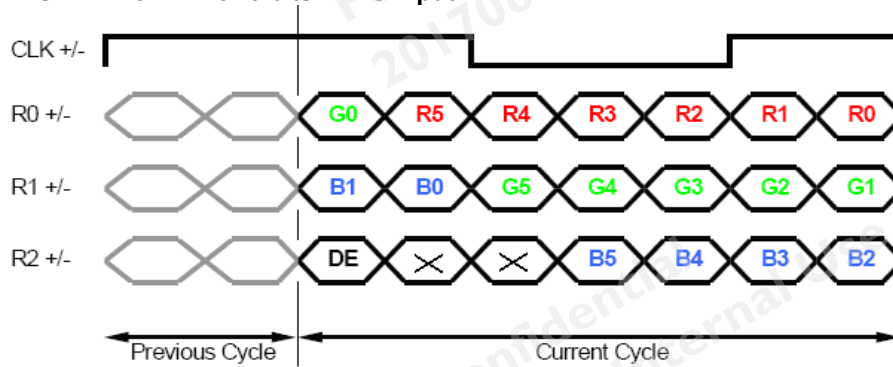 201708
CLK +/-
R0 +/- G0 R5 R4 R3 R2 R1 R0
R1 +/- B1 B0 G5 G4 G3 G2 G1
R2 +/- DE B5 B4 B3 B2
Previous Cycle Current Cycle